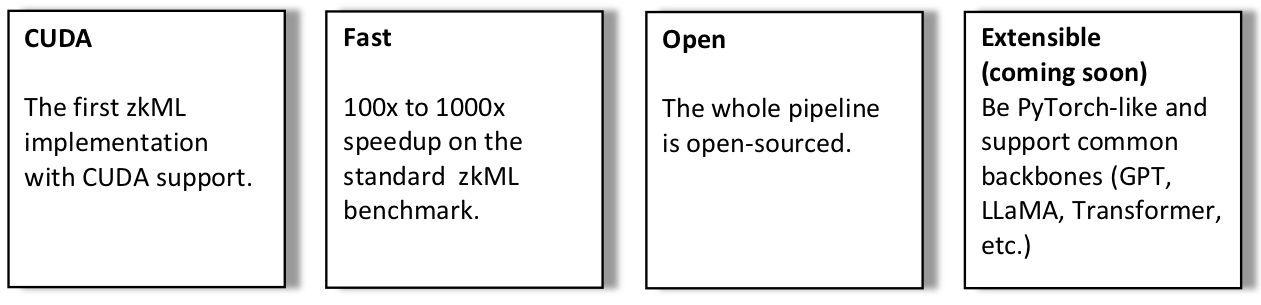 CUDA
The first zkML
implementation
with CUDA support.
Fast
100x to 1000x
speedup on the
standard zkML
benchmark.
Open
The whole pipeline
is open-sourced.
Extensible
(coming soon)
Be PyTorch-like and
support common
backbones (GPT,
LLaMA, Transformer,
etc.)